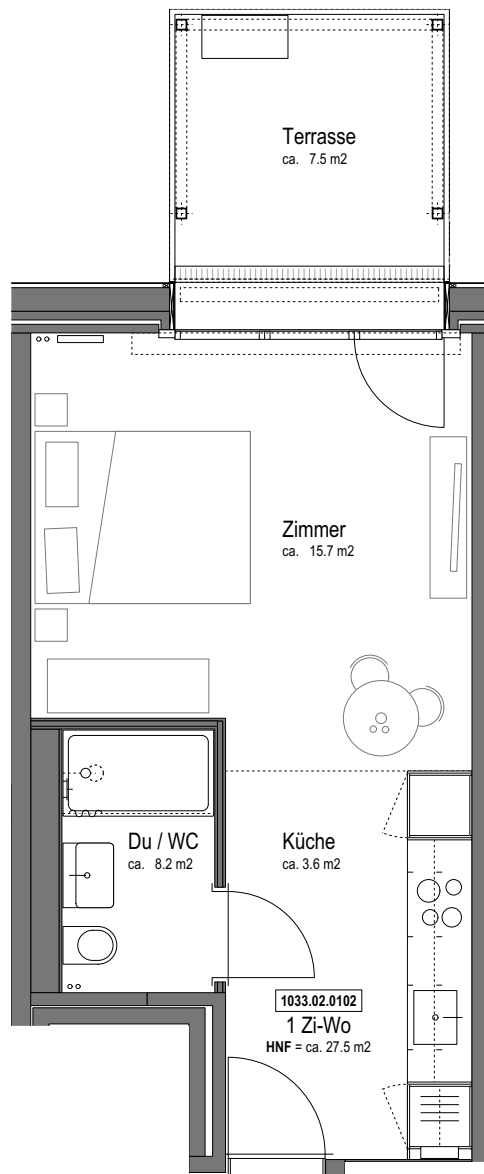 Terrasse
ca. 7.5 m2
Zimmer
ca. 15.7 m2
Du / WC
ca. 8.2 m2
Küche
ca. 3.6 m2
1033.02.0102
1 Zi-Wo
HNF = ca. 27.5 m2